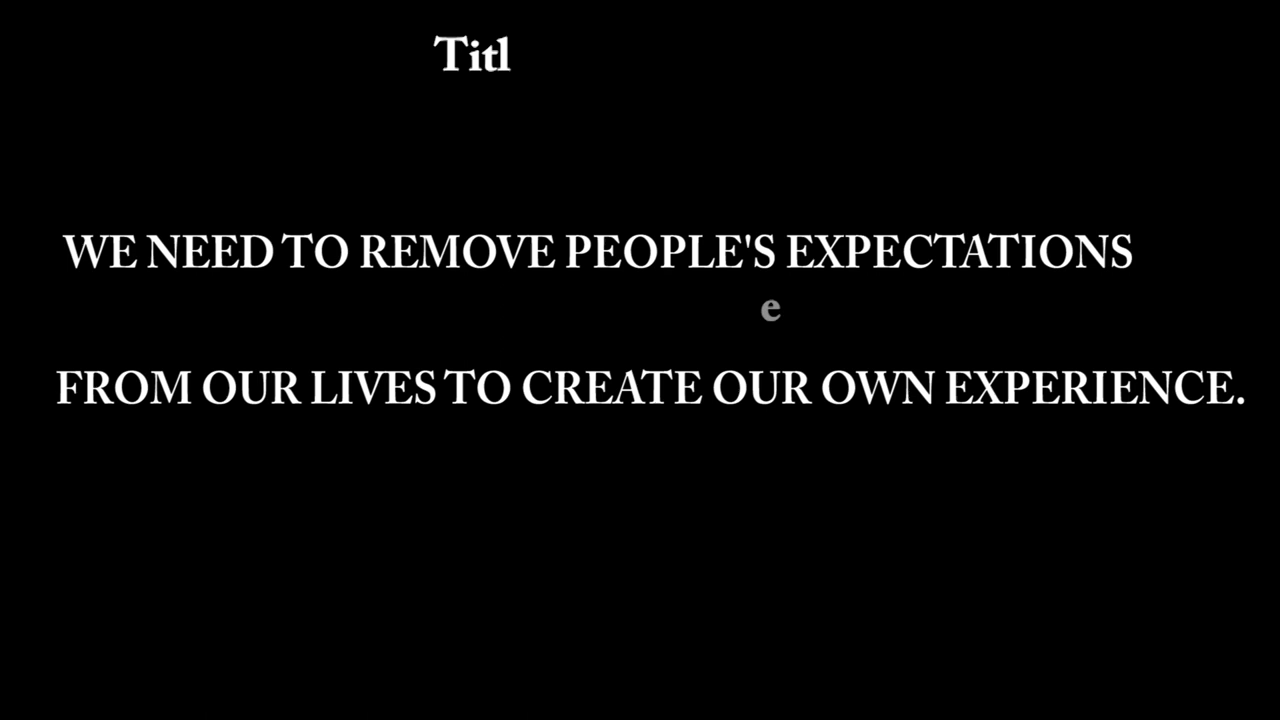 Titl
WE NEED TO REMOVE PEOPLE'S EXPECTATIONS
e
FROM OUR LIVES TO CREATE OUR OWN EXPERIENCE.